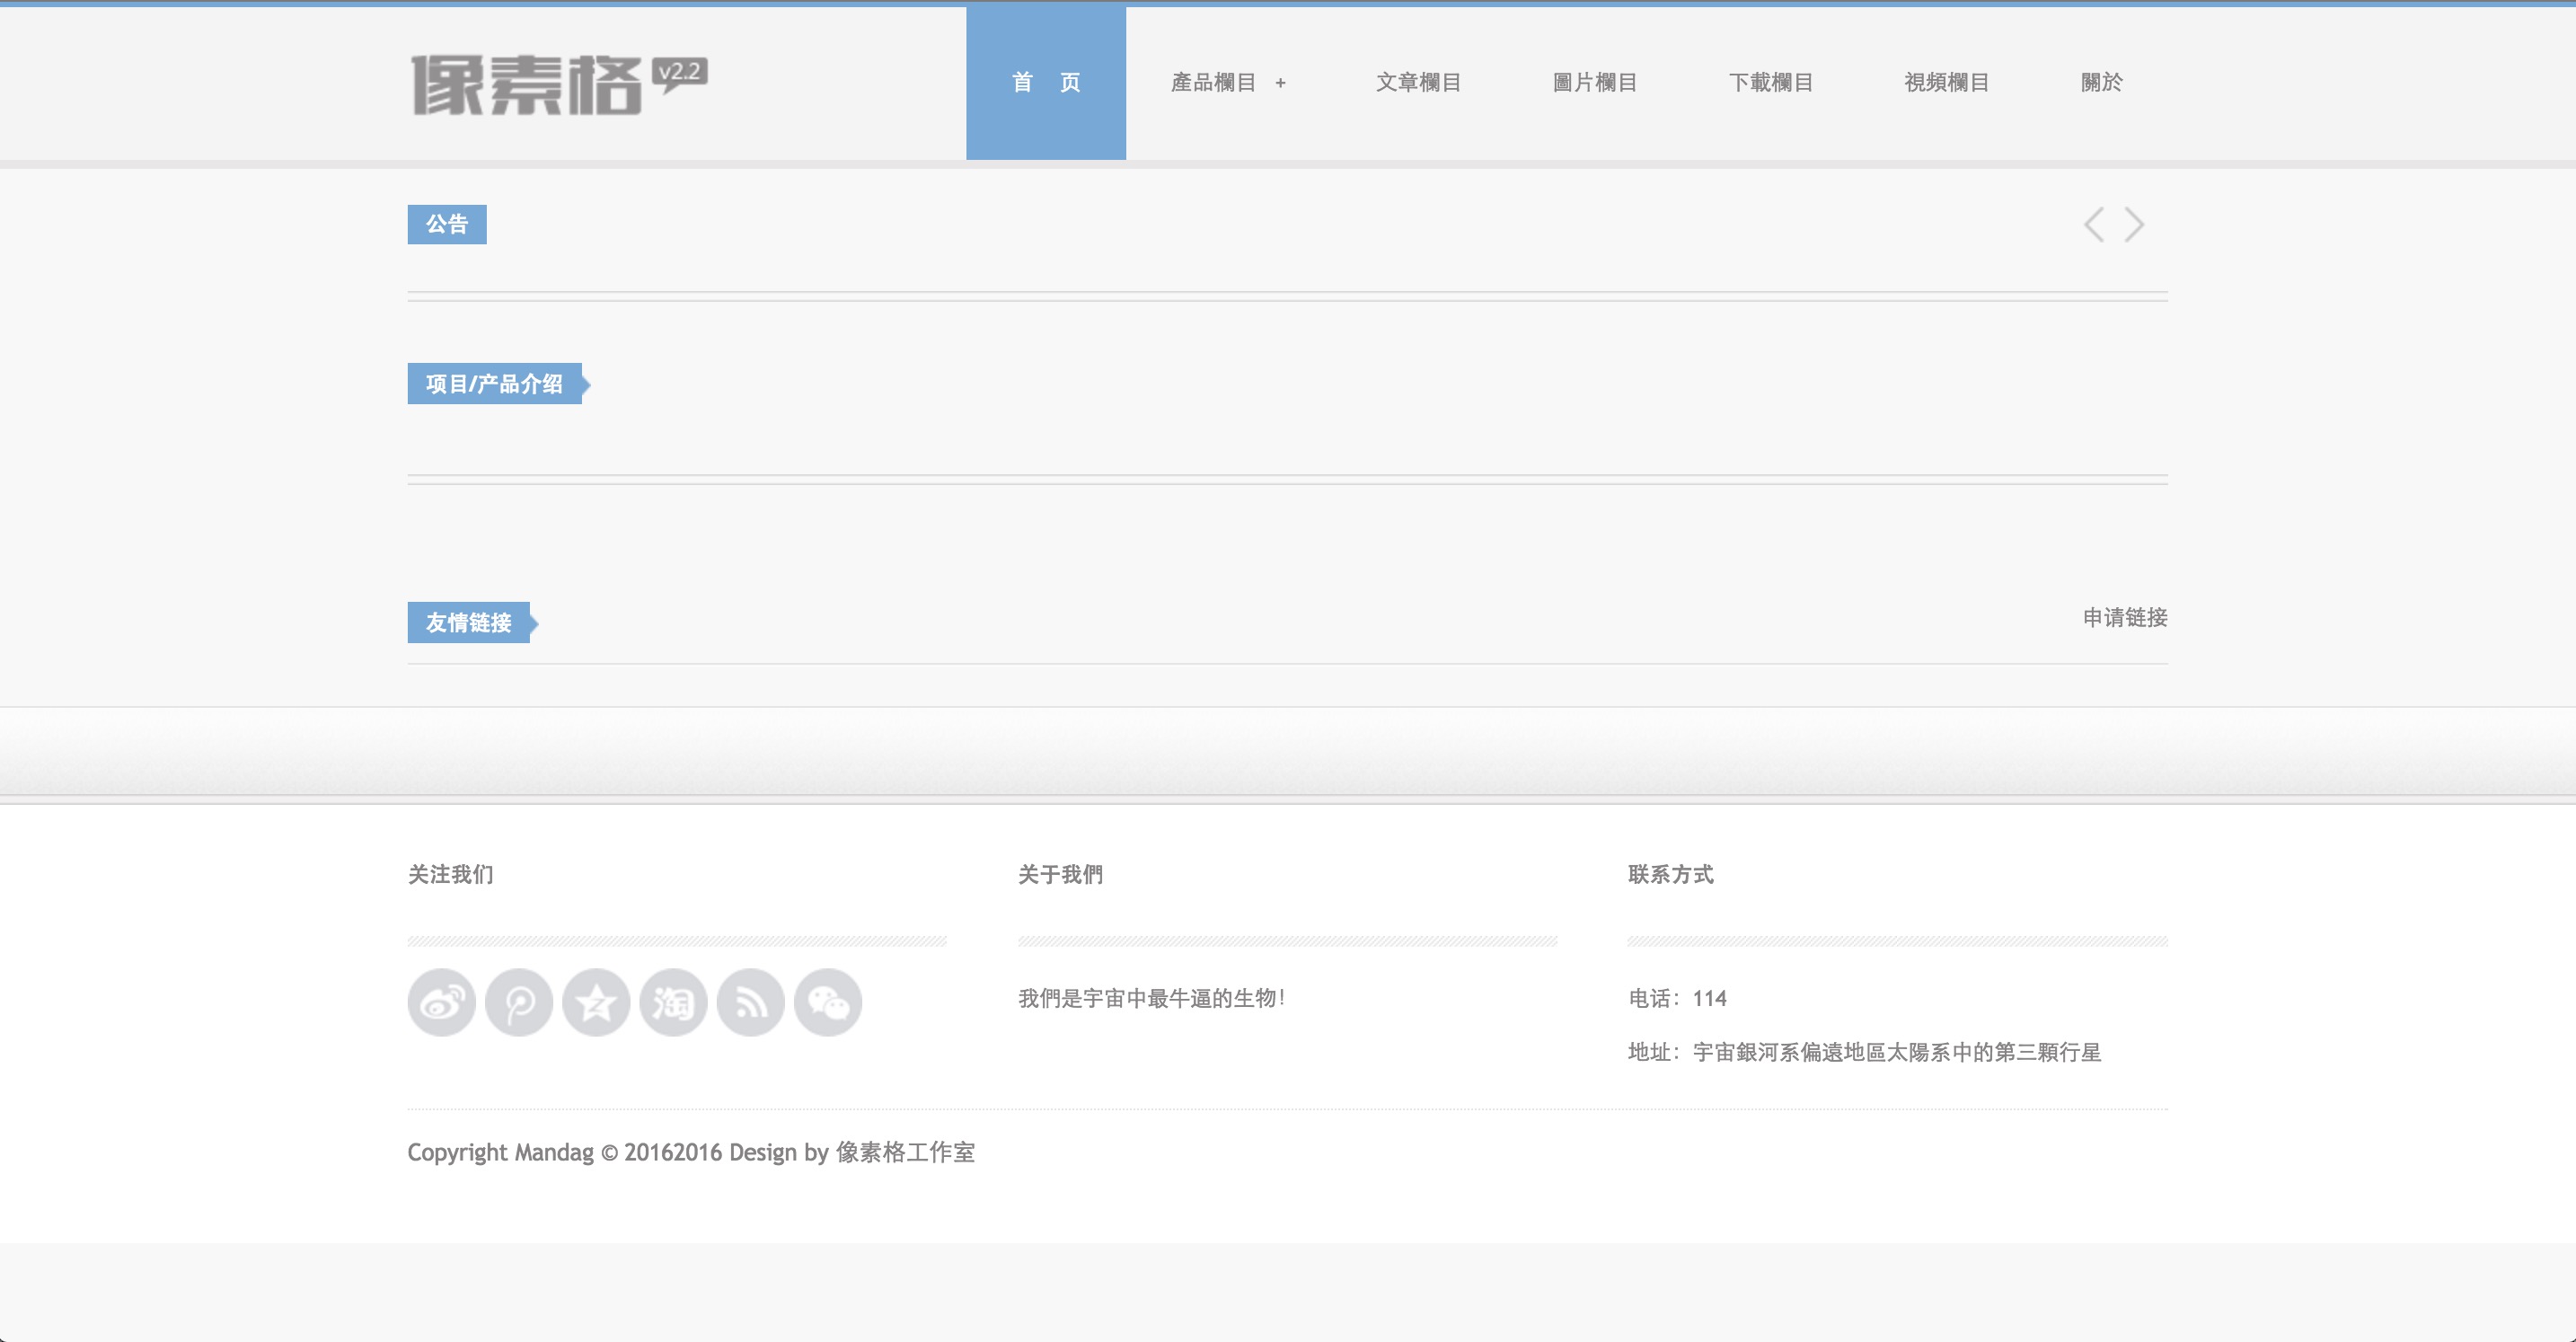 像素格 v2.2
首 页 產品欄目 + 文章欄目 圖片欄目 下載欄目 視頻欄目 關於
公告
项目/产品介绍
友情链接 申请链接
关注我们 关于我們 联系方式
淘
我們是宇宙中最牛逼的生物！ 电话：114
地址：宇宙銀河系偏遠地區太陽系中的第三顆行星
Copyright Mandag © 20162016 Design by 像素格工作室